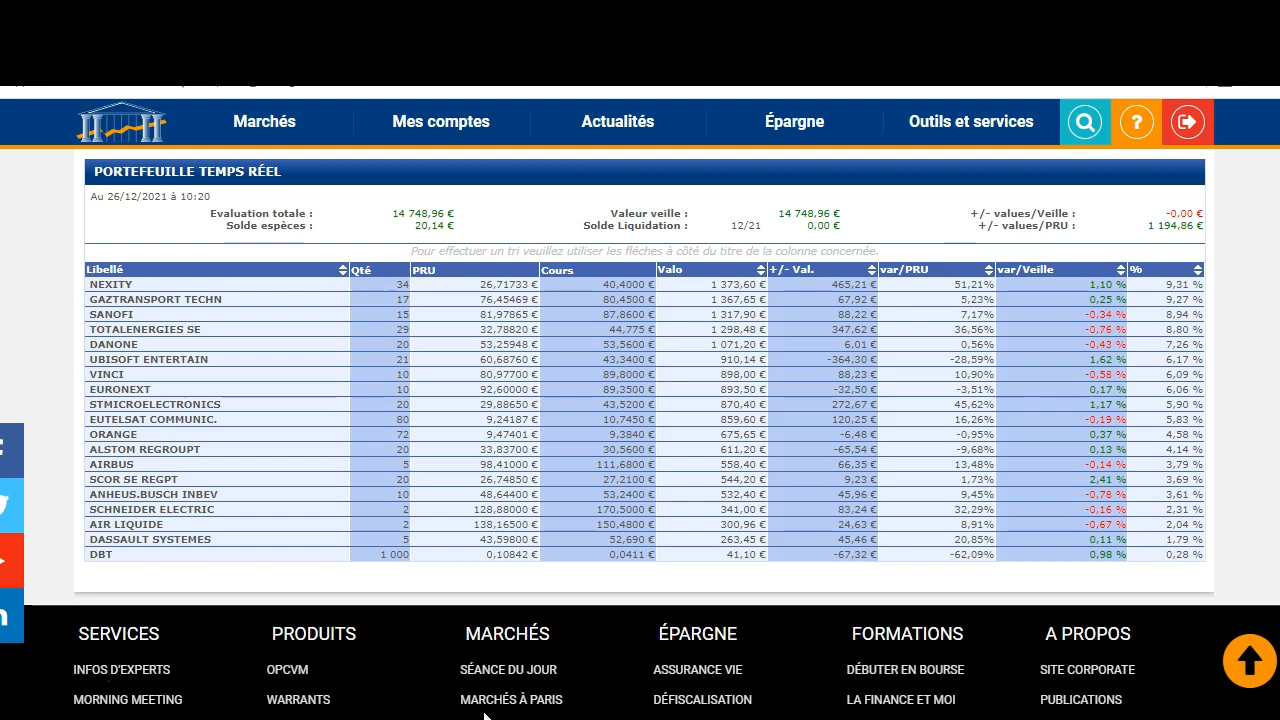 Marchés Mes comptes Actualités Épargne Outils et services ?
PORTEFEUILLE TEMPS RÉEL
Au 26/12/2021 à 10:20
Evaluation totale : 14 748,96 € Valeur veille : 14 748,96 € +/- values/Veille : -0,00 €
Solde espèces : 20,14 € Solde Liquidation : 12/21 0,00 € +/- values/PRU : 1 194,86 €
Pour effectuer un tri veuillez utiliser les flèches à côté du titre de la colonne concernée.
Libellé Qté PRU Cours Valo +/- Val. var/PRU var/Veille %
NEXITY 34 26,71733 € 40,4000 € 1 373,60 € 465,21 € 51,21% 1,10 % 9,31 %
GAZTRANSPORT TECHN 17 76,45469 € 80,4500 € 1 367,65 € 67,92 € 5,23% 0,25 % 9,27 %
SANOFI 15 81,97865 € 87,8600 € 1 317,90 € 88,22 € 7,17% -0,34 % 8,94 %
TOTALENERGIES SE 29 32,78820 € 44,775 € 1 298,48 € 347,62 € 36,56% -0,76 % 8,80 %
DANONE 20 53,25948 € 53,5600 € 1 071,20 € 6,01 € 0,56% -0,43 % 7,26 %
UBISOFT ENTERTAIN 21 60,68760 € 43,3400 € 910,14 € -364,30 € -28,59% 1,62 % 6,17 %
VINCI 10 80,97700 € 89,8000 € 898,00 € 88,23 € 10,90% -0,58 % 6,09 %
EURONEXT 10 92,60000 € 89,3500 € 893,50 € -32,50 € -3,51% 0,17 % 6,06 %
STMICROELECTRONICS 20 29,88650 € 43,5200 € 870,40 € 272,67 € 45,62% 1,17 % 5,90 %
EUTELSAT COMMUNIC. 80 9,24187 € 10,7450 € 859,60 € 120,25 € 16,26% -0,19 % 5,83 %
ORANGE 72 9,47401 € 9,3840 € 675,65 € -6,48 € -0,95% 0,37 % 4,58 %
ALSTOM REGROUPT 20 33,83700 € 30,5600 € 611,20 € -65,54 € -9,68% 0,13 % 4,14 %
AIRBUS 5 98,41000 € 111,6800 € 558,40 € 66,35 € 13,48% -0,14 % 3,79 %
SCOR SE REGPT 20 26,74850 € 27,2100 € 544,20 € 9,23 € 1,73% 2,41 % 3,69 %
ANHEUS.BUSCH INBEV 10 48,64400 € 53,2400 € 532,40 € 45,96 € 9,45% -0,78 % 3,61 %
SCHNEIDER ELECTRIC 2 128,88000 € 170,5000 € 341,00 € 83,24 € 32,29% -0,16 % 2,31 %
AIR LIQUIDE 2 138,16500 € 150,4800 € 300,96 € 24,63 € 8,91% -0,67 % 2,04 %
DASSAULT SYSTEMES 5 43,59800 € 52,690 € 263,45 € 45,46 € 20,85% 0,11 % 1,79 %
DBT 1 000 0,10842 € 0,0411 € 41,10 € -67,32 € -62,09% 0,98 % 0,28 %
SERVICES PRODUITS MARCHÉS ÉPARGNE FORMATIONS A PROPOS
INFOS D'EXPERTS OPCVM SÉANCE DU JOUR ASSURANCE VIE DÉBUTER EN BOURSE SITE CORPORATE
MORNING MEETING WARRANTS MARCHÉS À PARIS DÉFISCALISATION LA FINANCE ET MOI PUBLICATIONS